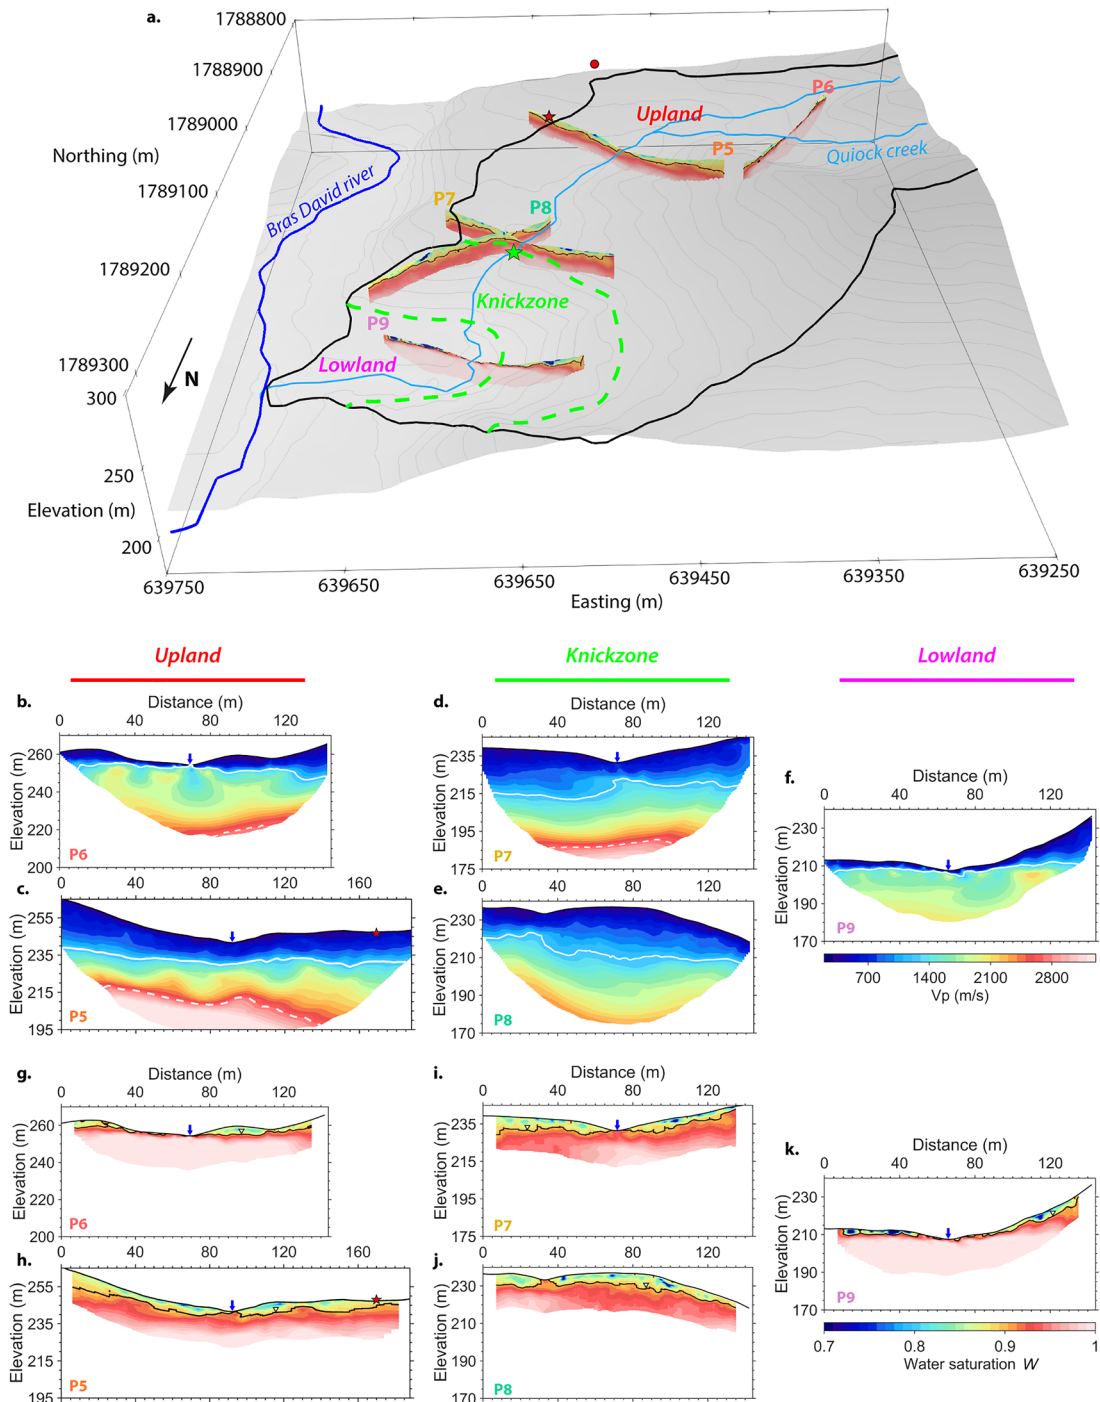 a.
1788800
1788900
1789000
Northing (m)
1789100
1789200
1789300
300
250
Elevation (m)
200
N
Bras David river
Upland
P6
P5
Quiock creek
P7
P8
Knickzone
P9
Lowland
639750
639650
639650
639450
639350
639250
Easting (m)
Upland
Knickzone
Lowland
b.
Distance (m)
0 40 80 120
Elevation (m)
260
240
220
200
P6
c.
0 40 80 120 160
Elevation (m)
255
235
215
195
P5
d.
Distance (m)
0 40 80 120
Elevation (m)
235
215
195
175
P7
e.
0 40 80 120
Elevation (m)
230
210
190
170
P8
f.
Distance (m)
0 40 80 120
Elevation (m)
230
210
190
170
P9
700 1400 2100 2800
Vp (m/s)
g.
Distance (m)
0 40 80 120
Elevation (m)
260
240
220
200
P6
h.
0 40 80 120 160
Elevation (m)
255
235
215
195
P5
i.
Distance (m)
0 40 80 120
Elevation (m)
235
215
195
175
P7
j.
0 40 80 120
Elevation (m)
230
210
190
170
P8
k.
Distance (m)
0 40 80 120
Elevation (m)
230
210
190
170
P9
0.7 0.8 0.9 1
Water saturation W